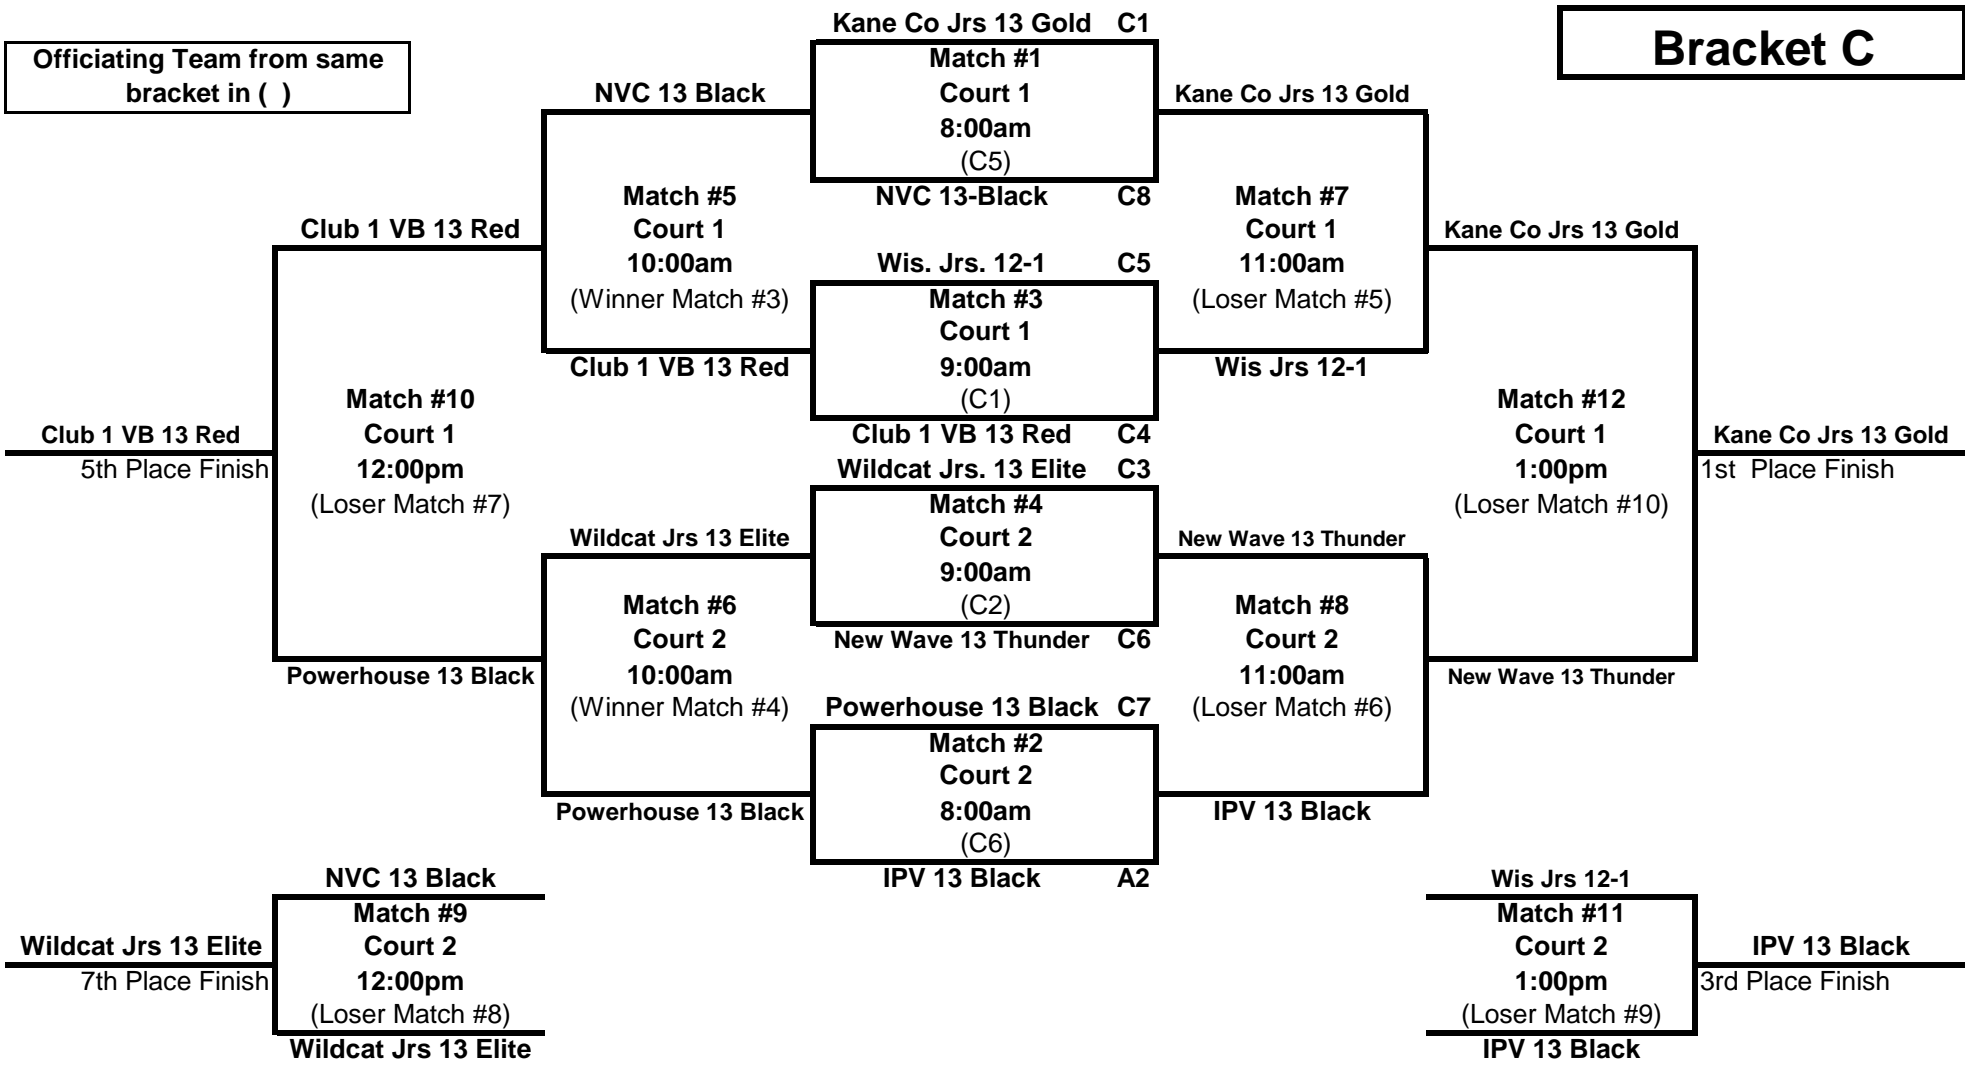 Kane Co Jrs 13 Gold C1
Bracket C
Officiating Team from same
bracket in ( )
Match #1
Court 1
8:00am
(C5)
NVC 13-Black C8
NVC 13 Black
Kane Co Jrs 13 Gold
Match #5
Court 1
10:00am
(Winner Match #3)
Match #7
Court 1
11:00am
(Loser Match #5)
Club 1 VB 13 Red
Kane Co Jrs 13 Gold
Wis. Jrs. 12-1 C5
Match #3
Court 1
9:00am
(C1)
Club 1 VB 13 Red C4
Club 1 VB 13 Red
Wis Jrs 12-1
Match #10
Court 1
12:00pm
(Loser Match #7)
Match #12
Court 1
1:00pm
(Loser Match #10)
Club 1 VB 13 Red
5th Place Finish
Kane Co Jrs 13 Gold
1st Place Finish
Wildcat Jrs. 13 Elite C3
Match #4
Court 2
9:00am
(C2)
New Wave 13 Thunder C6
Wildcat Jrs 13 Elite
New Wave 13 Thunder
Match #6
Court 2
10:00am
(Winner Match #4)
Match #8
Court 2
11:00am
(Loser Match #6)
Powerhouse 13 Black
New Wave 13 Thunder
Powerhouse 13 Black C7
Match #2
Court 2
8:00am
(C6)
IPV 13 Black A2
Powerhouse 13 Black
IPV 13 Black
NVC 13 Black
Match #9
Court 2
12:00pm
(Loser Match #8)
Wildcat Jrs 13 Elite
Wildcat Jrs 13 Elite
7th Place Finish
Wis Jrs 12-1
Match #11
Court 2
1:00pm
(Loser Match #9)
IPV 13 Black
IPV 13 Black
3rd Place Finish